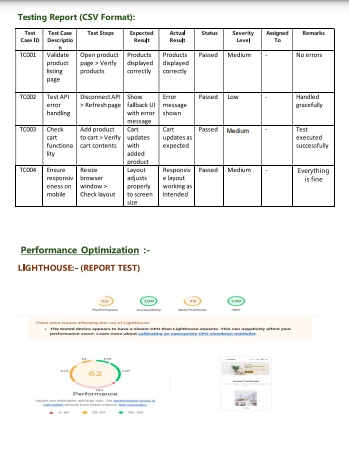 Testing Report (CSV Format):
Test Case ID | Test Case Description | Test Steps | Expected Result | Actual Result | Status | Severity Level | Assigned To | Remarks
TC001 | Validate product listing page | Open product page > Verify products | Products displayed correctly | Products displayed correctly | Passed | Medium | - | No errors
TC002 | Test API error handling | Disconnect API > Refresh page | Show fallback UI with error message | Error message shown | Passed | Low | - | Handled gracefully
TC003 | Check cart functionality | Add product to cart > Verify cart contents | Cart updates with added product | Cart updates as expected | Passed | Medium | - | Test executed successfully
TC004 | Ensure responsiveness on mobile | Resize browser window > Check layout | Layout adjusts properly to screen size | Responsive layout working as intended | Passed | Medium | - | Everything is fine
Performance Optimization :-
LIGHTHOUSE:- (REPORT TEST)
62 100 79 100
Performance Accessibility Best Practices SEO
There were issues affecting this run of Lighthouse:
• The tested device appears to have a slower CPU than Lighthouse expects. This can negatively affect your
performance score. Learn more about calibrating an appropriate CPU slowdown multiplier.
62
Performance
Values are estimated and may vary. The performance score is
calculated directly from these metrics. See calculator.
0–49 50–89 90–100